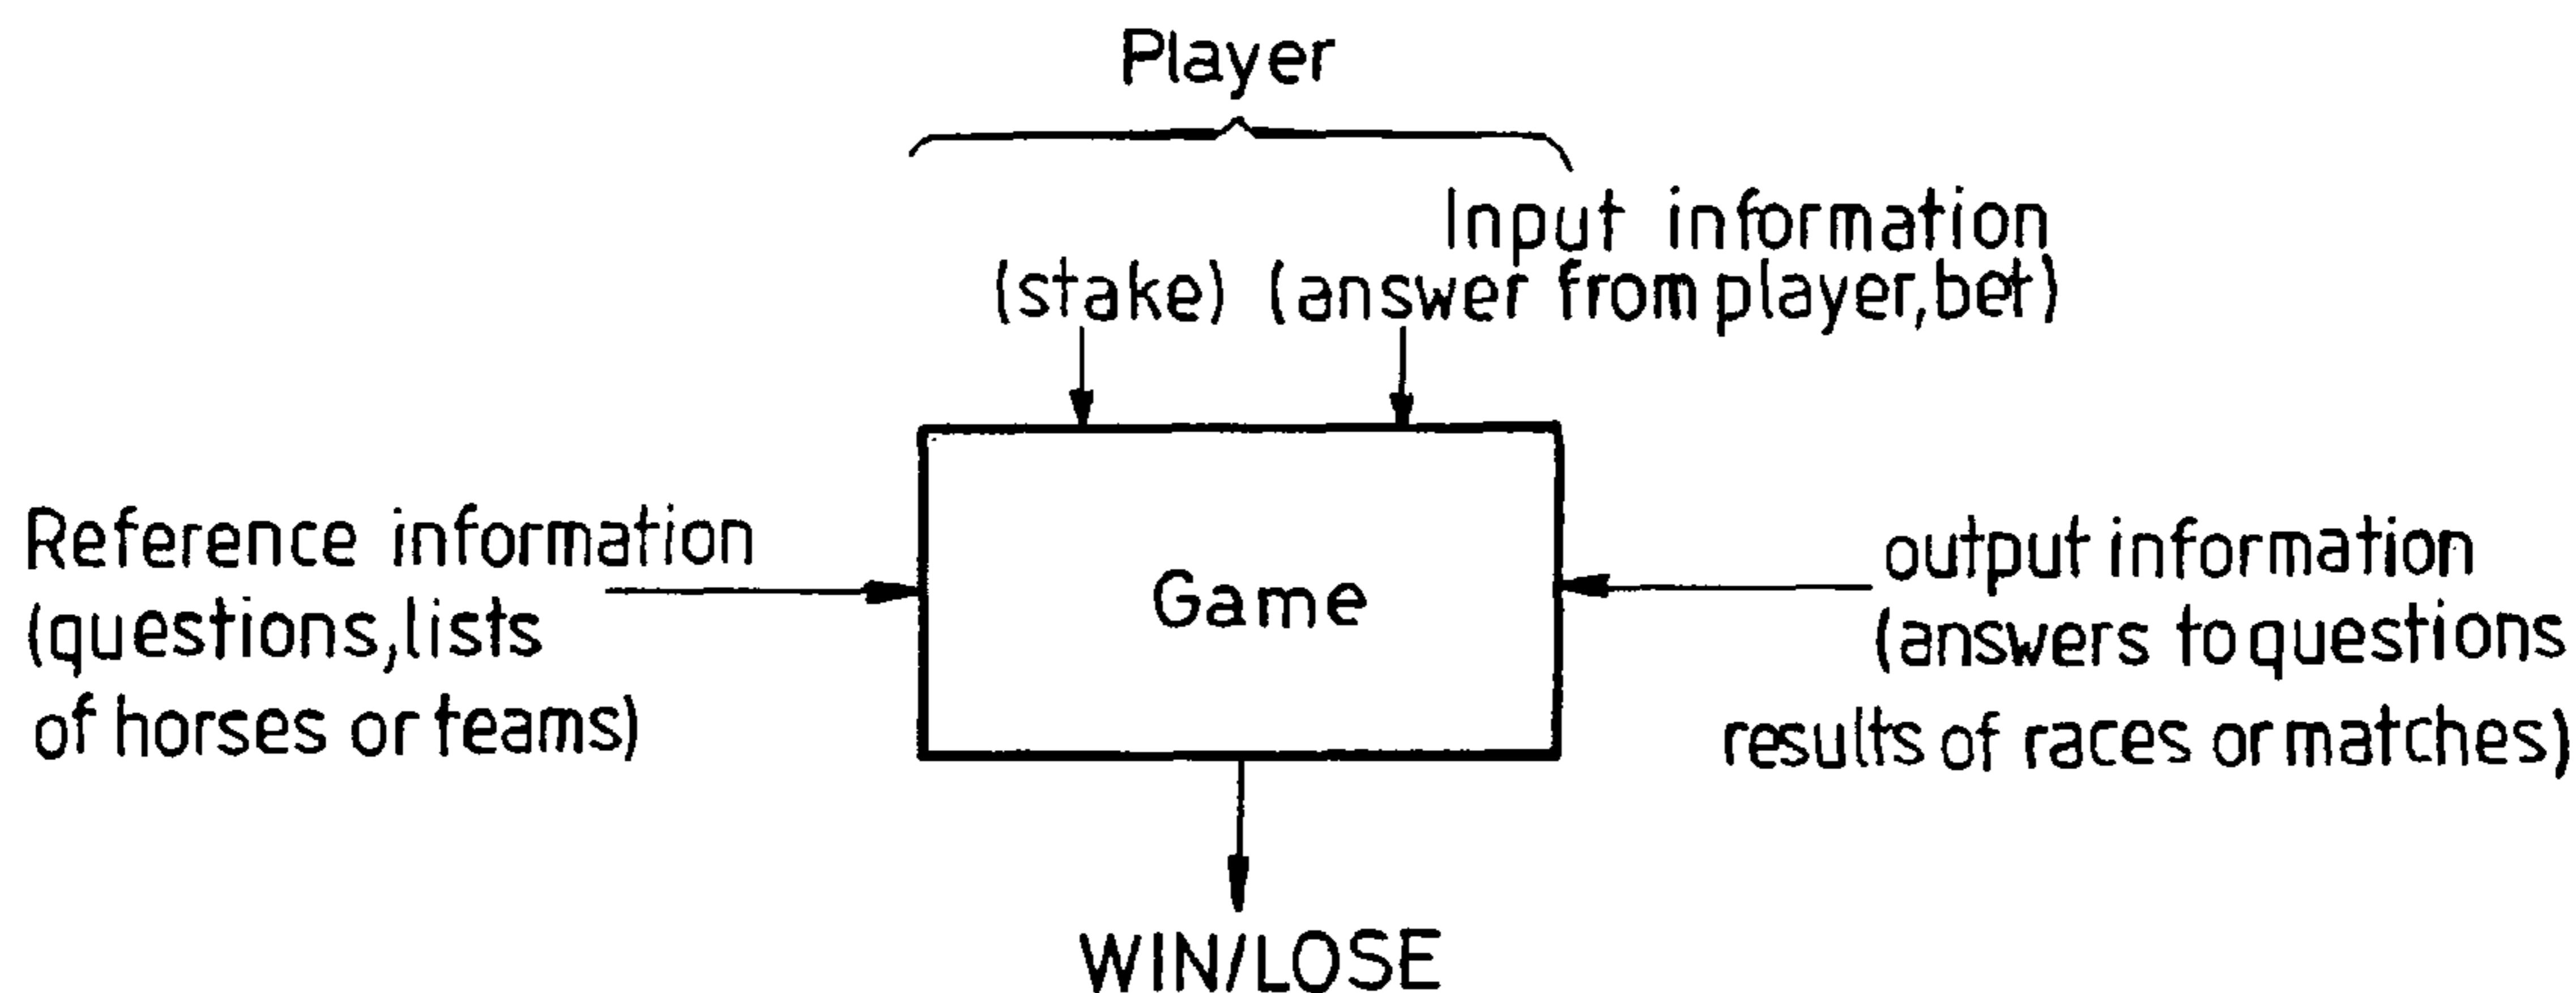 Player
Input information
(stake) (answer from player,bet)
Reference information
(questions,lists
of horses or teams)
Game
output information
(answers to questions
results of races or matches)
WIN/LOSE